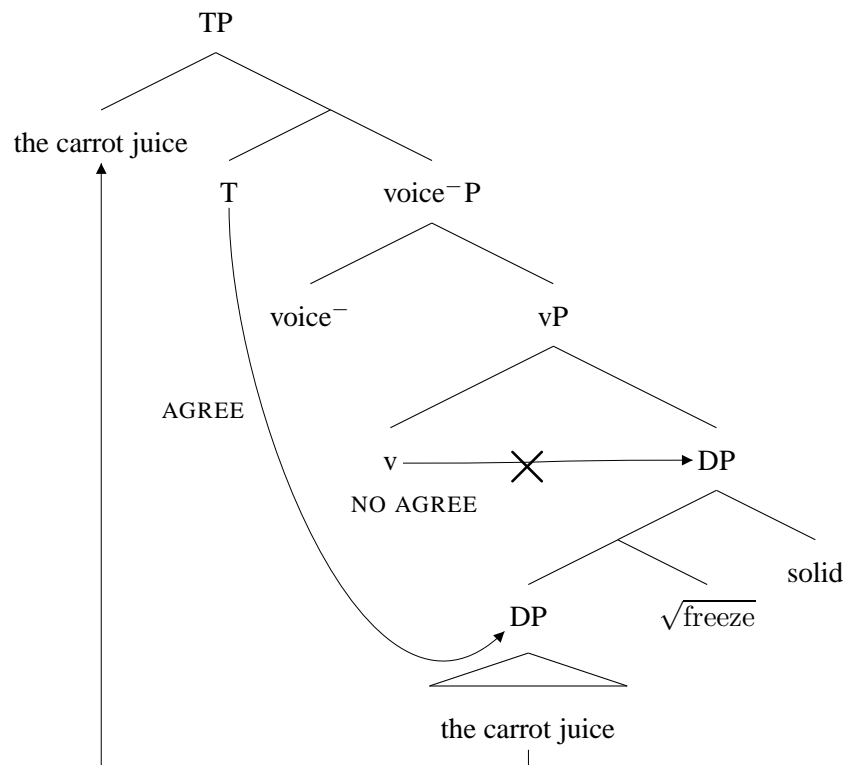 TP
the carrot juice
T
voice⁻P
voice⁻
vP
AGREE
v
DP
NO AGREE
solid
DP
√freeze
the carrot juice